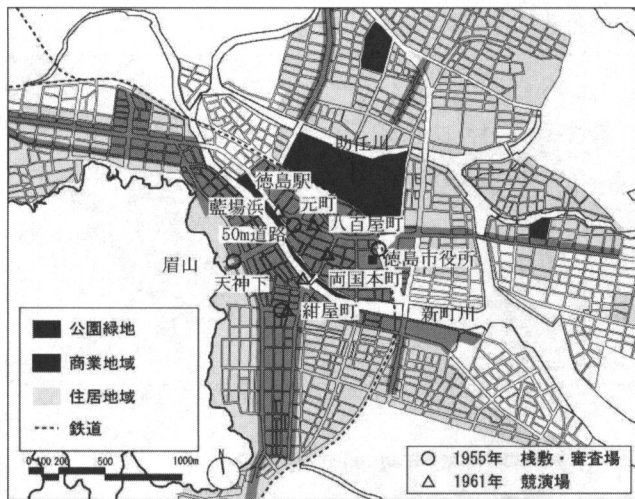 助任川
徳島駅
元町
藍場浜
八百屋町
50m道路
徳島市役所
眉山
天神下
両国本町
紺屋町
新町川
公園緑地
商業地域
住居地域
鉄道
0 100 200 500 1000m
N
○ 1955年 桟敷・審査場
△ 1961年 競演場